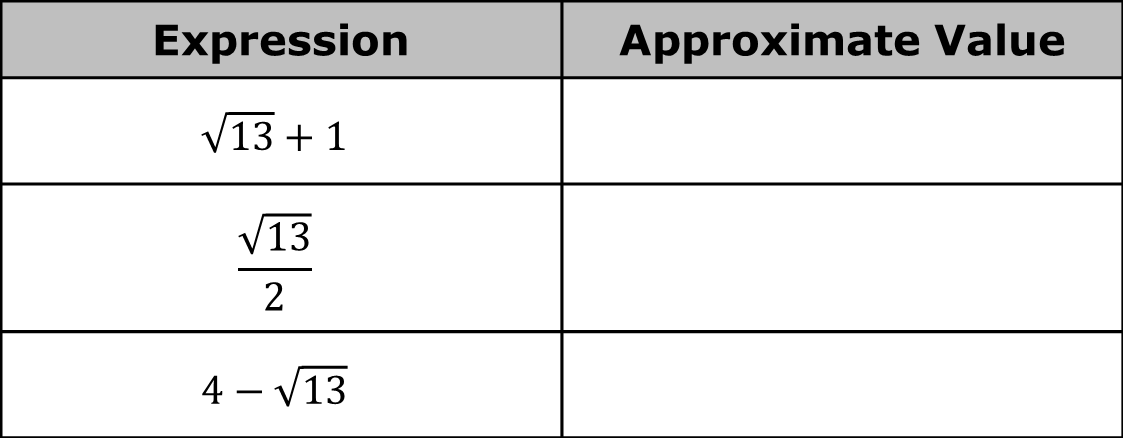 Expression Approximate Value
√13 + 1
√13
2
4 − √13